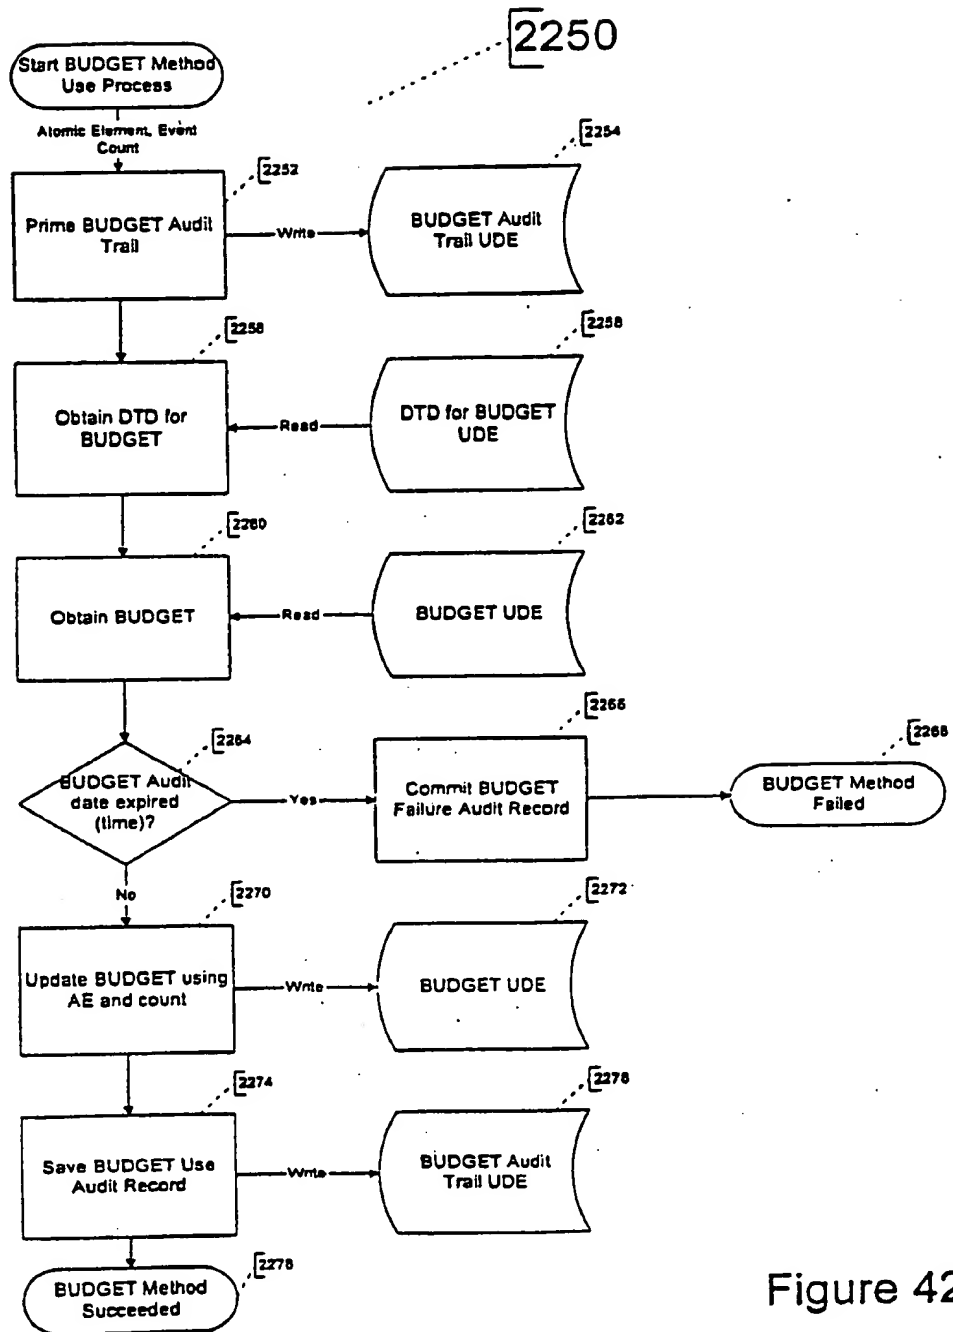 2250
Start BUDGET Method
Use Process
Atomic Element, Event
Count
2252
2254
Prime BUDGET Audit
Trail
Write
BUDGET Audit
Trail UDE
2258
2258
Obtain DTD for
BUDGET
Read
DTD for BUDGET
UDE
2260
2262
Obtain BUDGET
Read
BUDGET UDE
2264
2266
2268
BUDGET Audit
date expired
(time)?
Yes
Commit BUDGET
Failure Audit Record
BUDGET Method
Failed
No
2270
2272
Update BUDGET using
AE and count
Write
BUDGET UDE
2274
2276
Save BUDGET Use
Audit Record
Write
BUDGET Audit
Trail UDE
2278
BUDGET Method
Succeeded
Figure 42